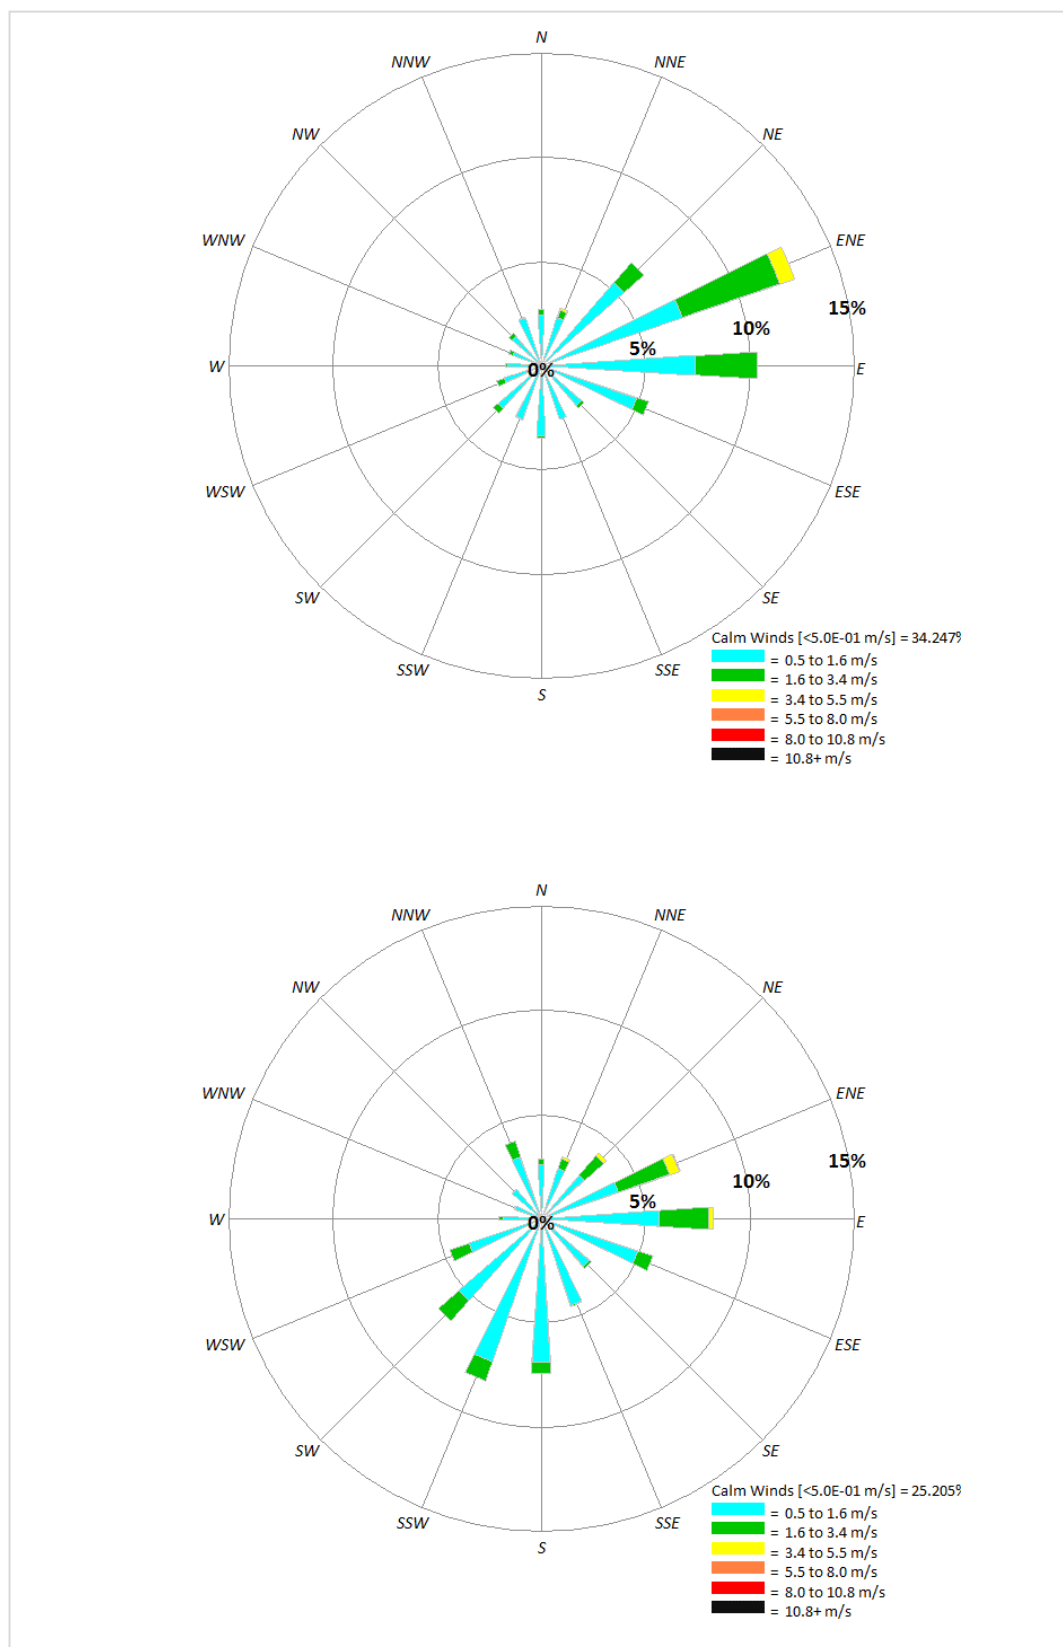 N
NNW
NNE
NW
NE
WNW
ENE
15%
10%
5%
W
0%
E
WSW
ESE
SW
SE
Calm Winds [<5.0E-01 m/s] = 34.247%
= 0.5 to 1.6 m/s
SSW
SSE
= 1.6 to 3.4 m/s
S
= 3.4 to 5.5 m/s
= 5.5 to 8.0 m/s
= 8.0 to 10.8 m/s
= 10.8+ m/s
N
NNW
NNE
NW
NE
WNW
ENE
15%
10%
5%
W
0%
E
WSW
ESE
SW
SE
Calm Winds [<5.0E-01 m/s] = 25.205%
= 0.5 to 1.6 m/s
SSW
SSE
= 1.6 to 3.4 m/s
S
= 3.4 to 5.5 m/s
= 5.5 to 8.0 m/s
= 8.0 to 10.8 m/s
= 10.8+ m/s